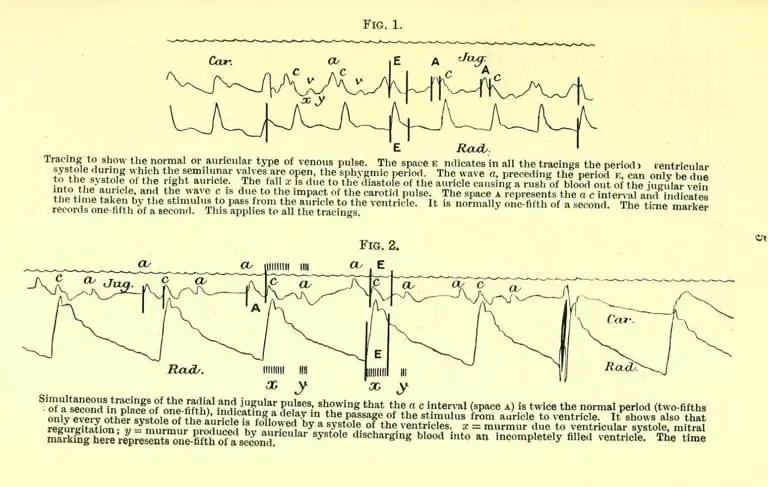 FIG. 1.
Car. a E A Jug.
c v c v c A c
x y
E Rad.
Tracing to show the normal or auricular type of venous pulse. The space E ndicates in all the tracings the period ventricular
systole during which the semilunar valves are open, the sphygmic period. The wave a, preceding the period E, can only be due
to the systole of the right auricle. The fall x is due to the diastole of the auricle causing a rush of blood out of the jugular vein
into the auricle, and the wave c is due to the impact of the carotid pulse. The space A represents the a c interval and indicates
the time taken by the stimulus to pass from the auricle to the ventricle. It is normally one-fifth of a second. The time marker
records one-fifth of a second. This applies to all the tracings.
FIG. 2.
a a a E
c a Jug. c a c a c a a c a
A Car.
Rad. E Rad.
x y x y
Simultaneous tracings of the radial and jugular pulses, showing that the a c interval (space A) is twice the normal period (two-fifths
of a second in place of one-fifth), indicating a delay in the passage of the stimulus from auricle to ventricle. It shows also that
only every other systole of the auricle is followed by a systole of the ventricles. x = murmur due to ventricular systole, mitral
regurgitation; y = murmur produced by auricular systole discharging blood into an incompletely filled ventricle. The time
marking here represents one-fifth of a second.